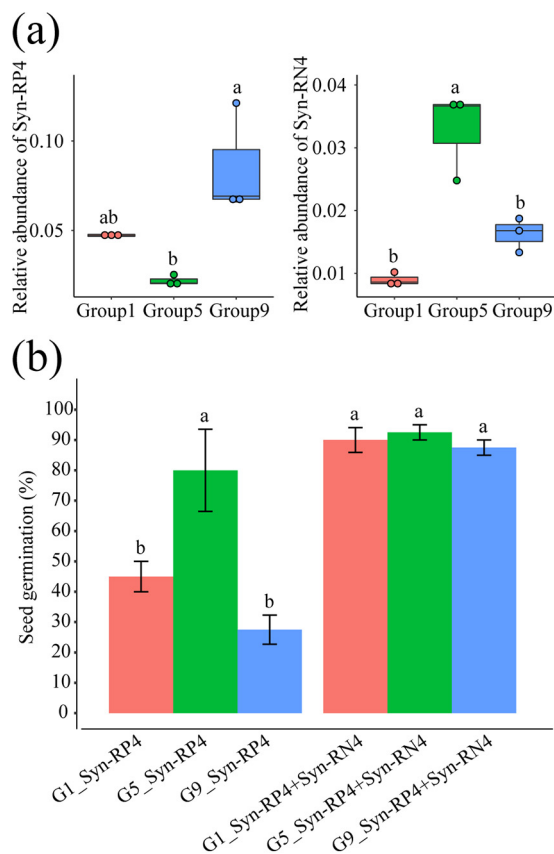 (a)
Relative abundance of Syn-RP4
0.10
0.05
ab
b
a
Group1 Group5 Group9
Relative abundance of Syn-RN4
0.04
0.03
0.02
0.01
b
a
b
Group1 Group5 Group9
(b)
Seed germination (%)
100
90
80
70
60
50
40
30
20
10
0
b
a
b
a
a
a
G1_Syn-RP4
G5_Syn-RP4
G9_Syn-RP4
G1_Syn-RP4+Syn-RN4
G5_Syn-RP4+Syn-RN4
G9_Syn-RP4+Syn-RN4